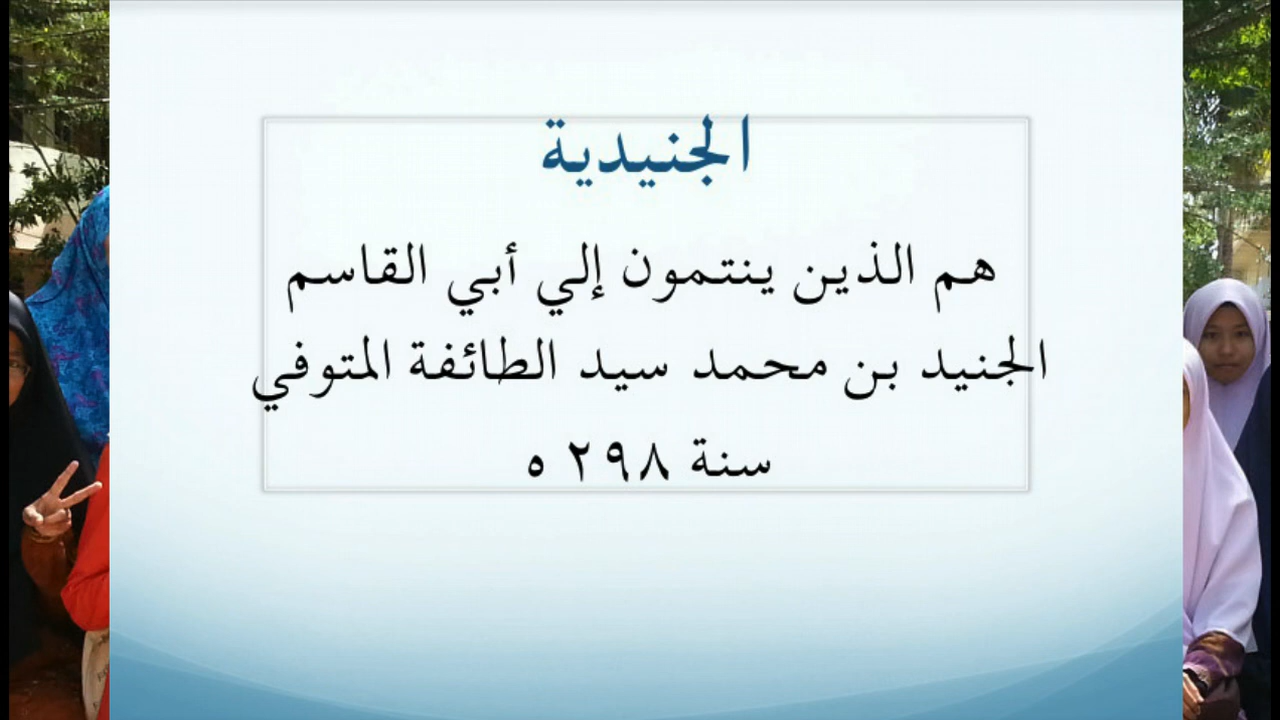 الجنيدية
هم الذين ينتمون إلي أبي القاسم
الجنيد بن محمد سيد الطائفة المتوفي
سنة ٢٩٨ ه